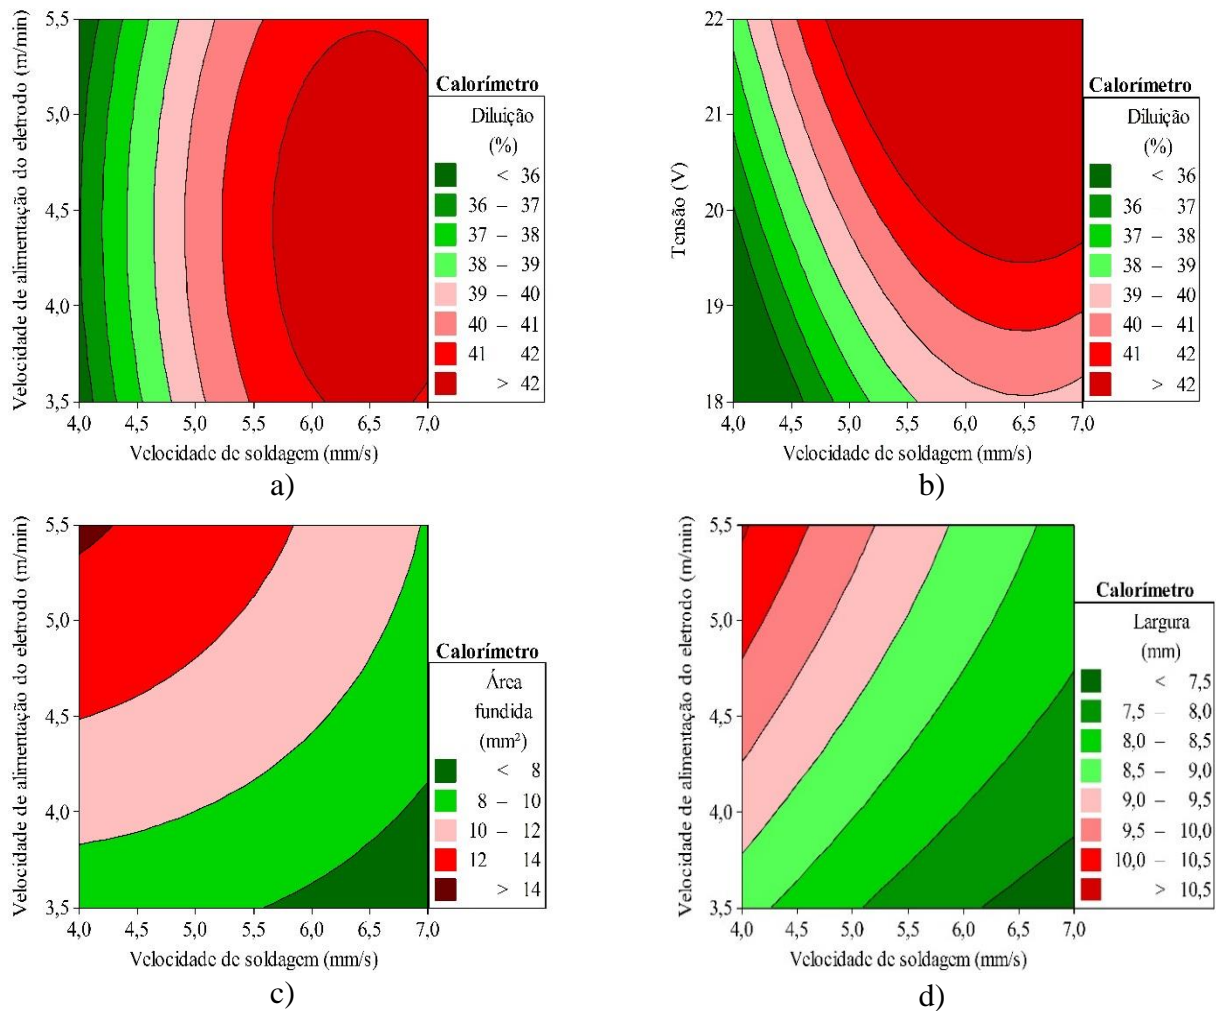 Velocidade de alimentação do eletrodo (m/min)
5,5
5,0
4,5
4,0
3,5
4,0 4,5 5,0 5,5 6,0 6,5 7,0
Velocidade de soldagem (mm/s)
Calorímetro
Diluição
(%)
< 36
36 – 37
37 – 38
38 – 39
39 – 40
40 – 41
41 42
> 42
a)
Tensão (V)
22
21
20
19
18
4,0 4,5 5,0 5,5 6,0 6,5 7,0
Velocidade de soldagem (mm/s)
Calorímetro
Diluição
(%)
< 36
36 – 37
37 – 38
38 – 39
39 – 40
40 – 41
41 42
> 42
b)
Velocidade de alimentação do eletrodo (m/min)
5,5
5,0
4,5
4,0
3,5
4,0 4,5 5,0 5,5 6,0 6,5 7,0
Velocidade de soldagem (mm/s)
Calorímetro
Área
fundida
(mm²)
< 8
8 – 10
10 – 12
12 14
> 14
c)
Velocidade de alimentação do eletrodo (m/min)
5,5
5,0
4,5
4,0
3,5
4,0 4,5 5,0 5,5 6,0 6,5 7,0
Velocidade de soldagem (mm/s)
Calorímetro
Largura
(mm)
< 7,5
7,5 – 8,0
8,0 – 8,5
8,5 – 9,0
9,0 – 9,5
9,5 – 10,0
10,0 – 10,5
> 10,5
d)